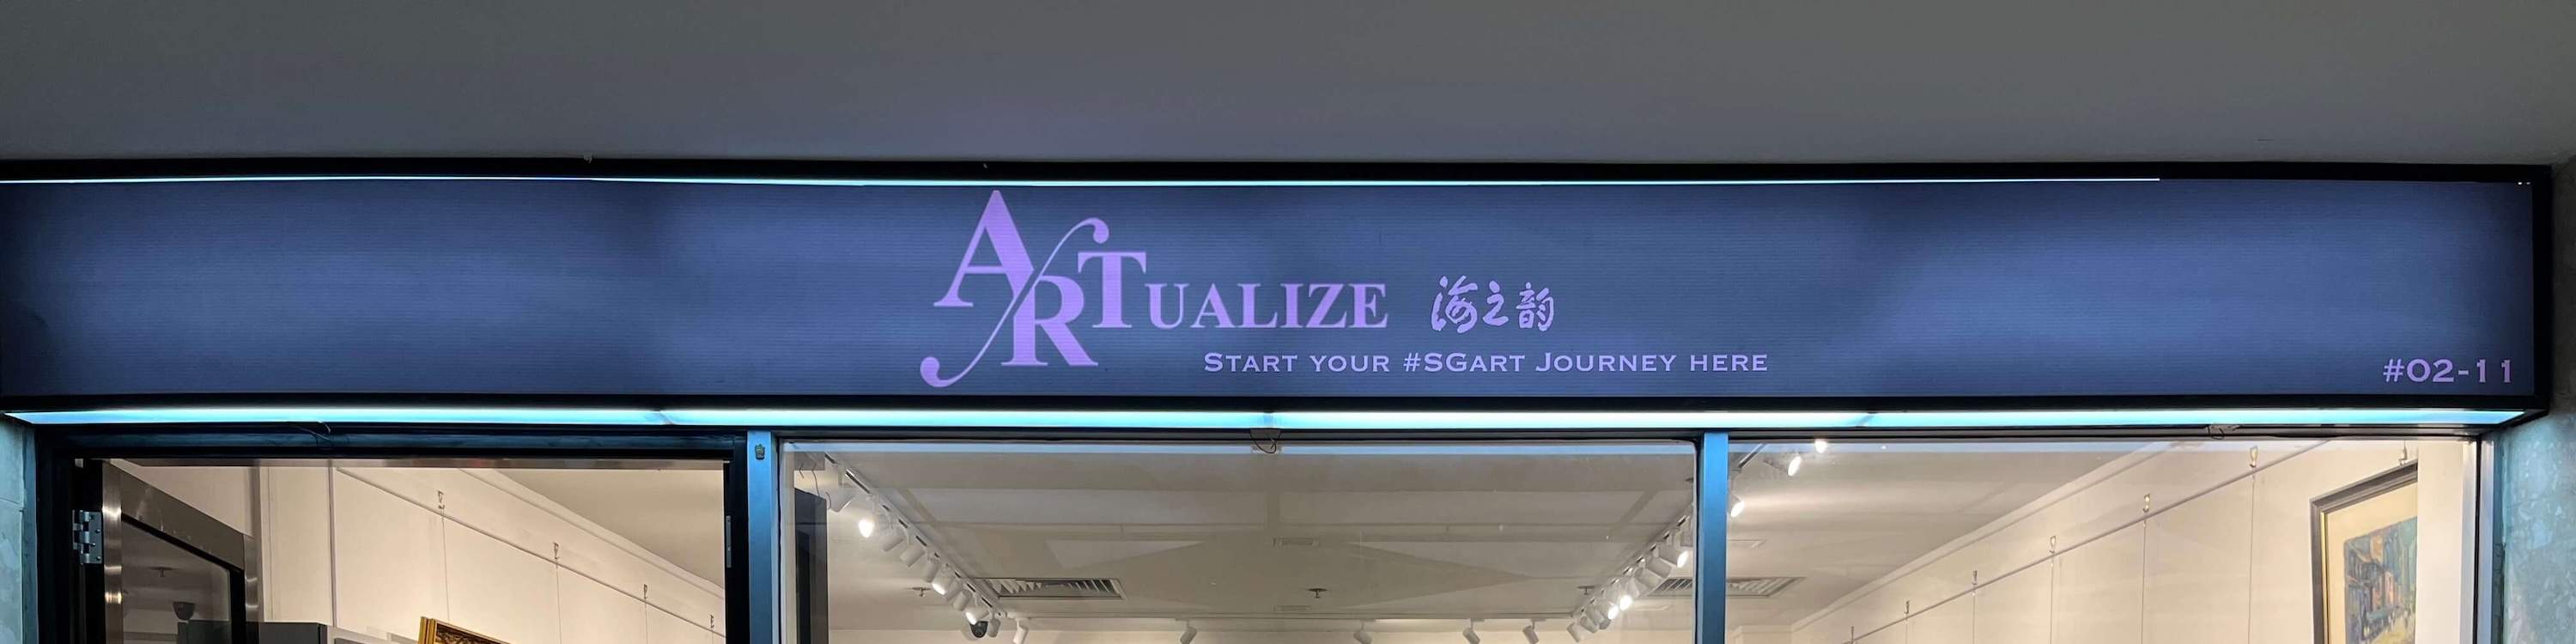 ARTUALIZE 海之韵
START YOUR #SGART JOURNEY HERE
#02-11